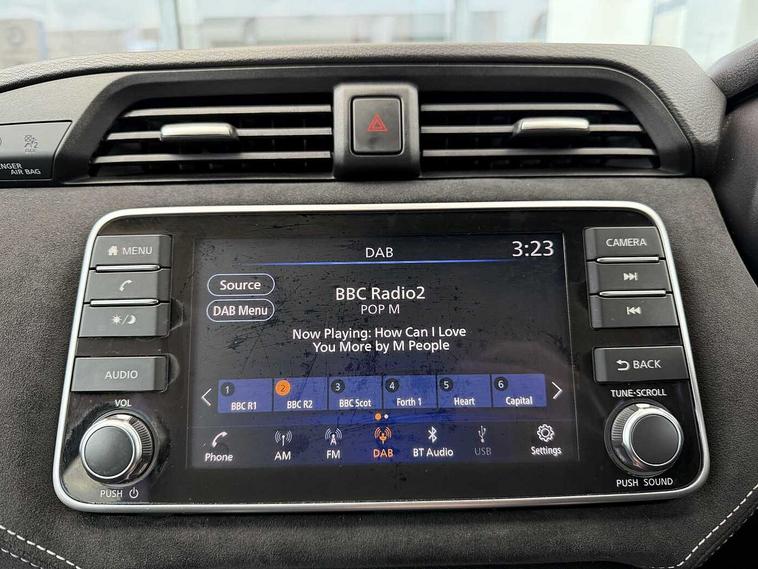 ENGER
AIR BAG
MENU
AUDIO
VOL
PUSH
DAB
3:23
Source
DAB Menu
BBC Radio2
POP M
Now Playing: How Can I Love
You More by M People
1 2 3 4 5 6
BBC R1 BBC R2 BBC Scot Forth 1 Heart Capital
Phone AM FM DAB BT Audio USB Settings
CAMERA
BACK
TUNE·SCROLL
PUSH SOUND